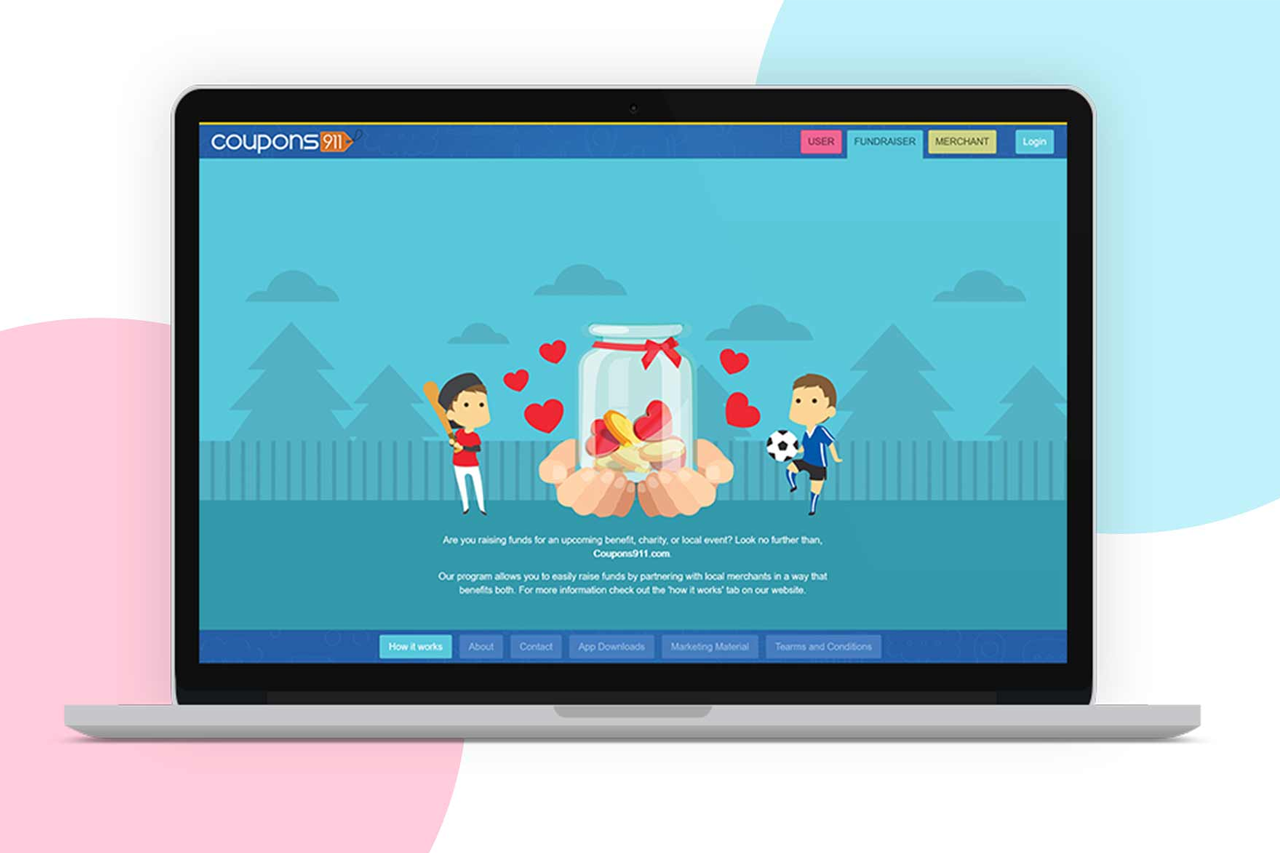 coupons 911
USER
FUNDRAISER
MERCHANT
Login
Are you raising funds for an upcoming benefit, charity, or local event? Look no further than,
Coupons911.com.
Our program allows you to easily raise funds by partnering with local merchants in a way that
benefits both. For more information check out the 'how it works' tab on our website.
How it works
About
Contact
App Downloads
Marketing Material
Tearms and Conditions